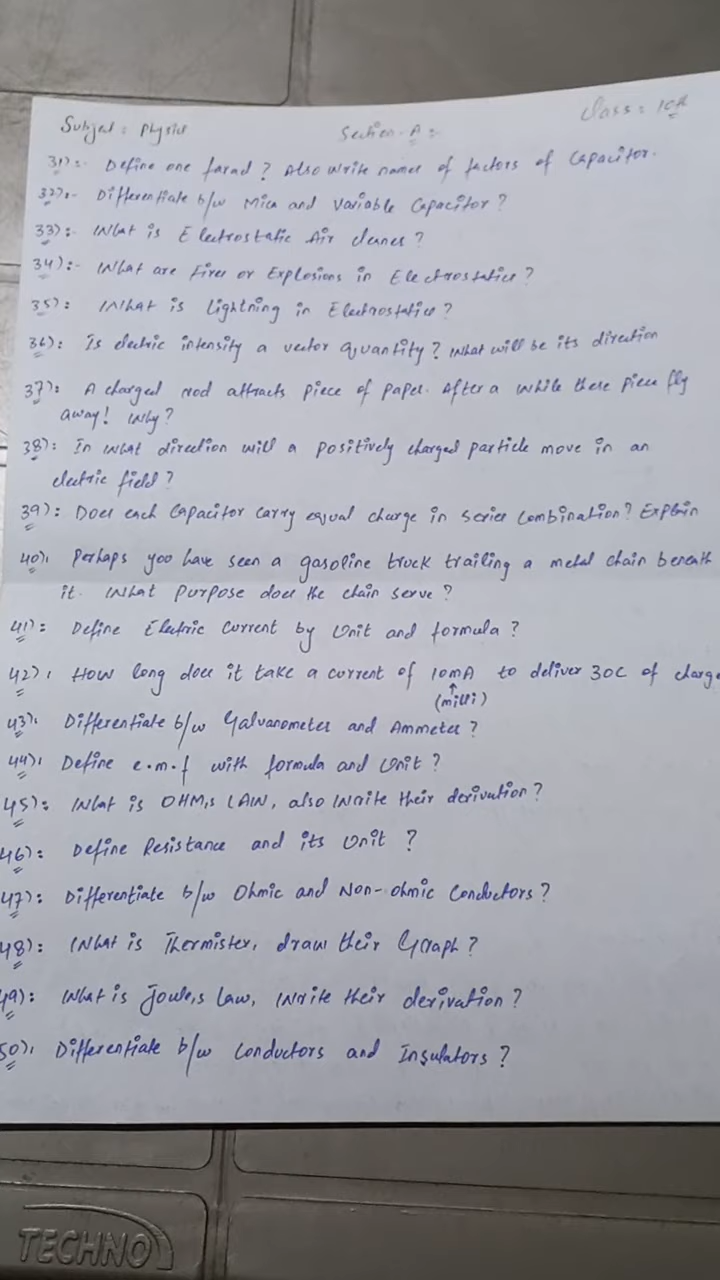 Subject: Physics Section-A:- Class: 10th
31):- Define one farad? Also write names of factors of Capacitor.
32):- Differentiate b/w Mica and Variable Capacitor?
33):- What is Electrostatic Air cleaner?
34):- What are Fires or Explosions in Electrostatics?
35): What is Lightning in Electrostatics?
36): Is electric intensity a vector quantity? What will be its direction
37): A charged rod attracts piece of paper. After a while these piece fly
away! Why?
38): In what direction will a positively charged particle move in an
electric field?
39): Does each Capacitor carry equal charge in series Combination? Explain
40): Perhaps you have seen a gasoline truck trailing a metal chain beneath
it. What purpose does the chain serve?
41): Define Electric Current by Unit and formula?
42): How long does it take a current of 10mA to deliver 30C of charge
(milli)
43): Differentiate b/w Galvanometer and Ammeter?
44): Define e.m.f with formula and Unit?
45): What is OHM,s LAW, also Write their derivation?
46): Define Resistance and its Unit?
47): Differentiate b/w Ohmic and Non-ohmic Conductors?
48): What is Thermister, draw their Graph?
49): What is Joule,s Law, Write their derivation?
50): Differentiate b/w Conductors and Insulators?
TECHNO